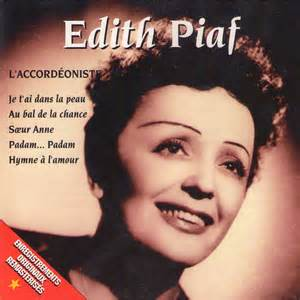 Edith Piaf
L'ACCORDÉONISTE
Je t'ai dans la peau
Au bal de la chance
Sœur Anne
Padam... Padam
Hymne à l'amour
ENREGISTREMENTS
ORIGINAUX
REMASTERISÉS